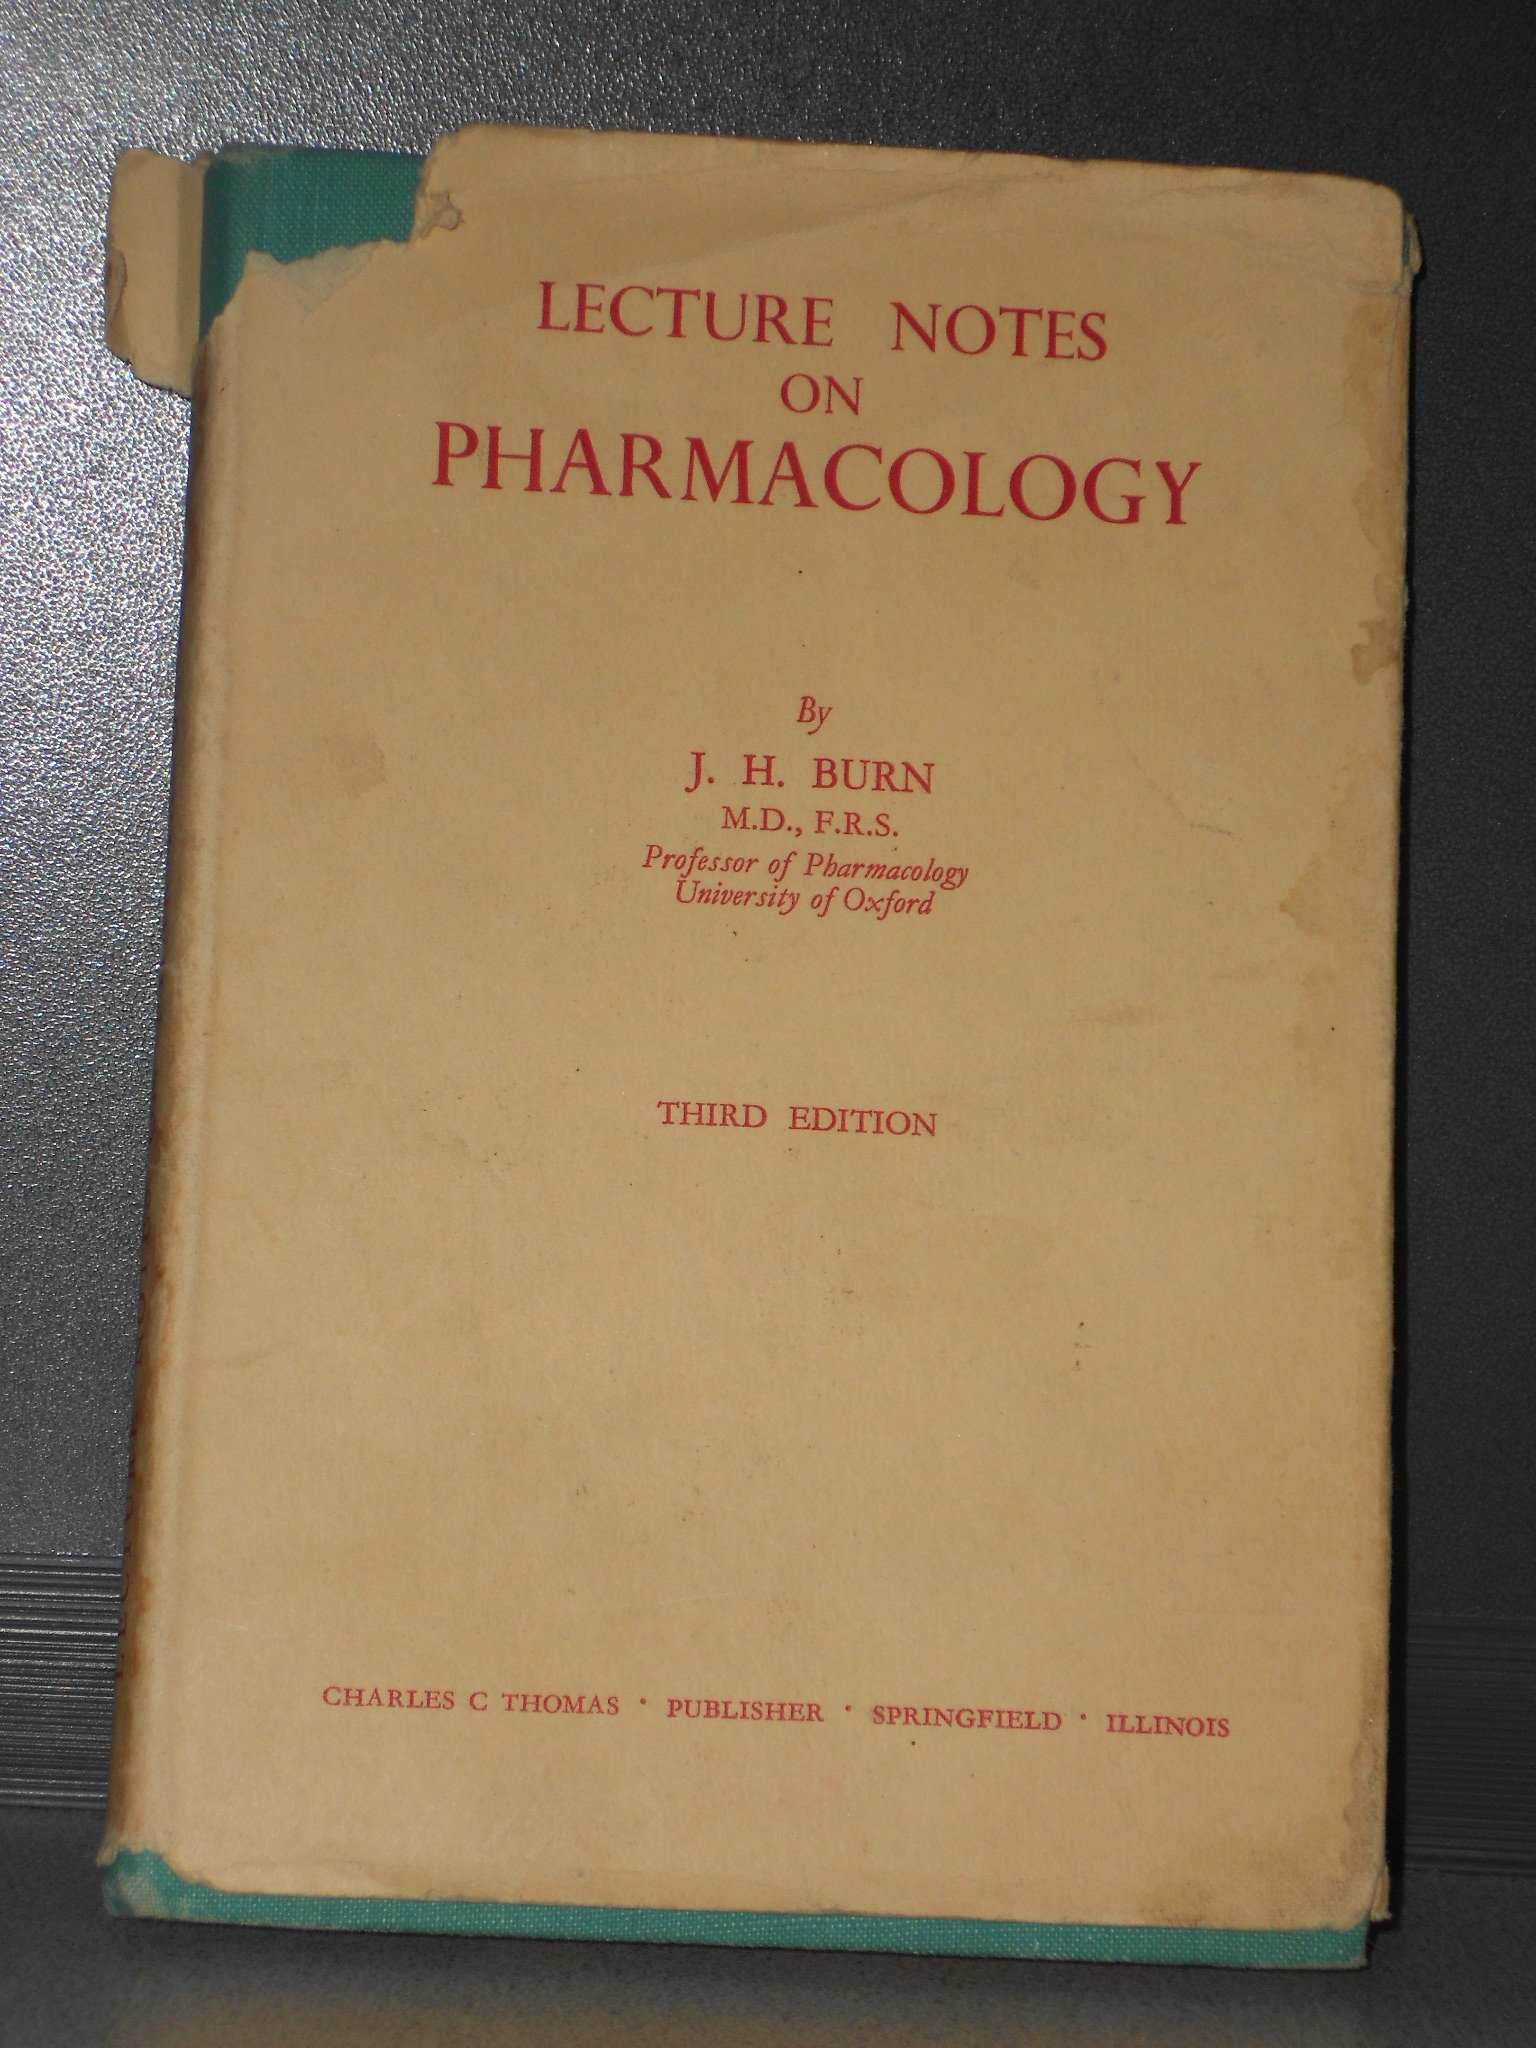 LECTURE NOTES
ON
PHARMACOLOGY
By
J. H. BURN
M.D., F.R.S.
Professor of Pharmacology
University of Oxford
THIRD EDITION
CHARLES C THOMAS · PUBLISHER · SPRINGFIELD · ILLINOIS